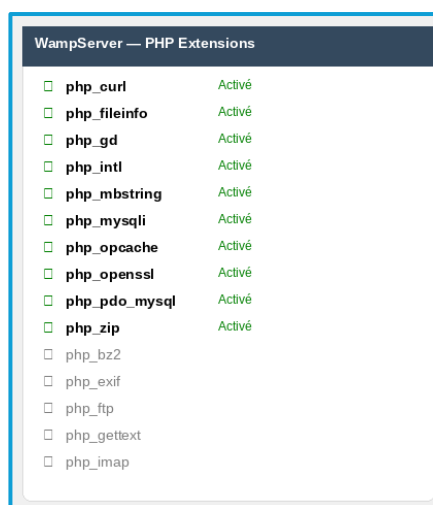 WampServer — PHP Extensions
php_curl Activé
php_fileinfo Activé
php_gd Activé
php_intl Activé
php_mbstring Activé
php_mysqli Activé
php_opcache Activé
php_openssl Activé
php_pdo_mysql Activé
php_zip Activé
php_bz2
php_exif
php_ftp
php_gettext
php_imap